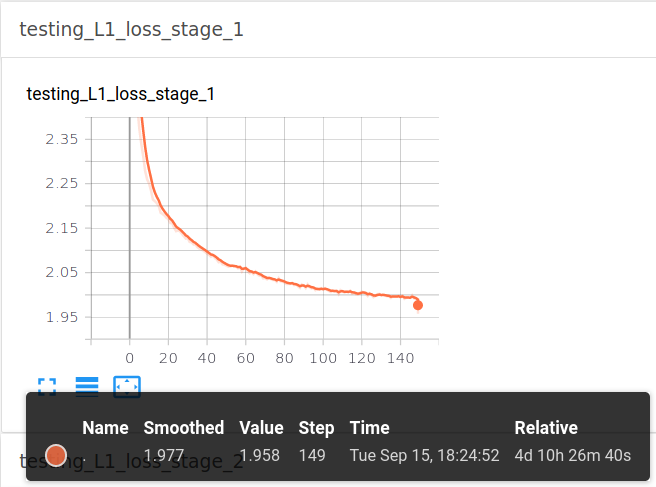 testing_L1_loss_stage_1
testing_L1_loss_stage_1
2.35
2.25
2.15
2.05
1.95
0 20 40 60 80 100 120 140
Name Smoothed Value Step Time Relative
. 1.977 1.958 149 Tue Sep 15, 18:24:52 4d 10h 26m 40s
testing_L1_loss_stage_2